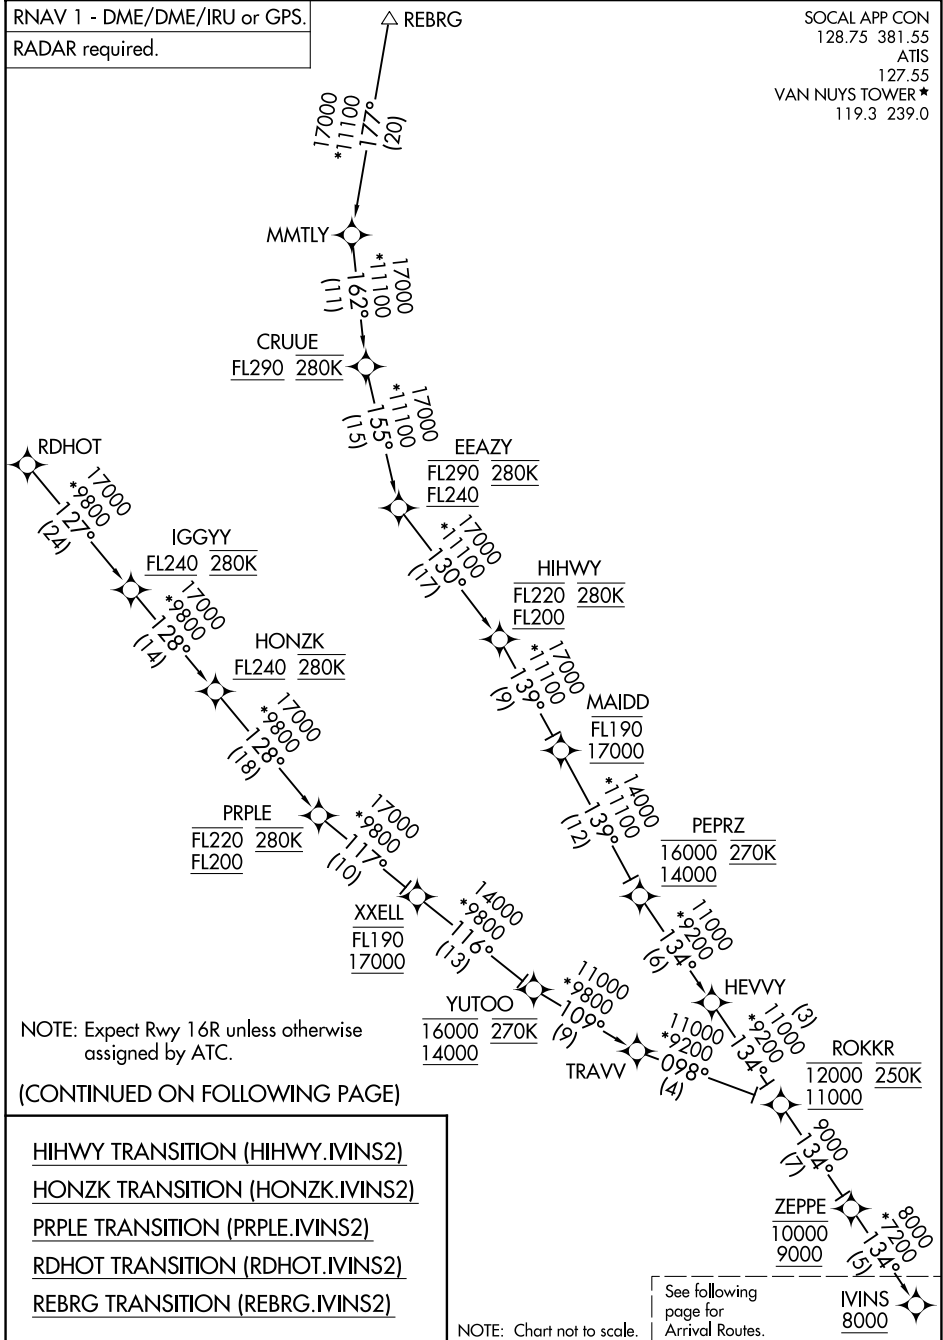 RNAV 1 - DME/DME/IRU or GPS.
RADAR required.
SOCAL APP CON
128.75 381.55
ATIS
127.55
VAN NUYS TOWER★
119.3 239.0
REBRG
17000
*11100
177°
(20)
MMTLY
17000
*11100
162°
(11)
CRUUE
FL290 280K
17000
*11100
155°
(15)
EEAZY
FL290 280K
FL240
RDHOT
17000
*9800
127°
(24)
17000
*11100
130°
(17)
IGGYY
FL240 280K
HIHWY
FL220 280K
FL200
17000
*9800
128°
(14)
HONZK
FL240 280K
17000
*11100
139°
(9)
MAIDD
FL190
17000
17000
*9800
128°
(18)
14000
*11100
139°
(12)
PRPLE
FL220 280K
FL200
17000
*9800
117°
(10)
PEPRZ
16000 270K
14000
XXELL
FL190
17000
14000
*9800
116°
(13)
11000
*9200
134°
(6)
HEVVY
YUTOO
16000 270K
14000
11000
*9800
109°
(9)
(3)
11000
*9200
134°
TRAVV
11000
*9200
098°
(4)
ROKKR
12000 250K
11000
NOTE: Expect Rwy 16R unless otherwise
assigned by ATC.
(CONTINUED ON FOLLOWING PAGE)
9000
134°
(7)
ZEPPE
10000
9000
8000
*7200
134°
(5)
HIHWY TRANSITION (HIHWY.IVINS2)
HONZK TRANSITION (HONZK.IVINS2)
PRPLE TRANSITION (PRPLE.IVINS2)
RDHOT TRANSITION (RDHOT.IVINS2)
REBRG TRANSITION (REBRG.IVINS2)
NOTE: Chart not to scale.
See following
page for
Arrival Routes.
IVINS
8000